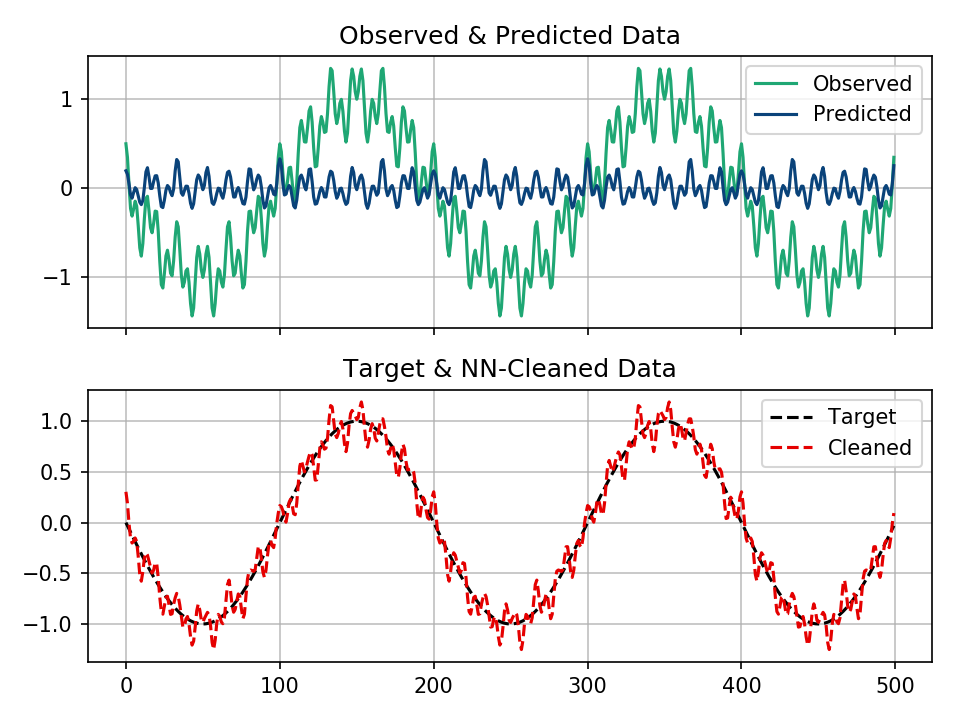 Observed & Predicted Data
Observed
Predicted
1
0
−1
Target & NN-Cleaned Data
Target
Cleaned
1.0
0.5
0.0
−0.5
−1.0
0 100 200 300 400 500